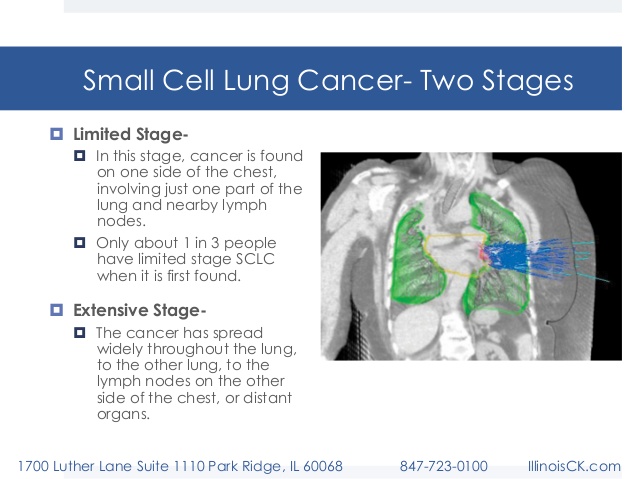 Small Cell Lung Cancer- Two Stages
Limited Stage-
In this stage, cancer is found
on one side of the chest,
involving just one part of the
lung and nearby lymph
nodes.
Only about 1 in 3 people
have limited stage SCLC
when it is first found.
Extensive Stage-
The cancer has spread
widely throughout the lung,
to the other lung, to the
lymph nodes on the other
side of the chest, or distant
organs.
1700 Luther Lane Suite 1110 Park Ridge, IL 60068 847-723-0100 IllinoisCK.com